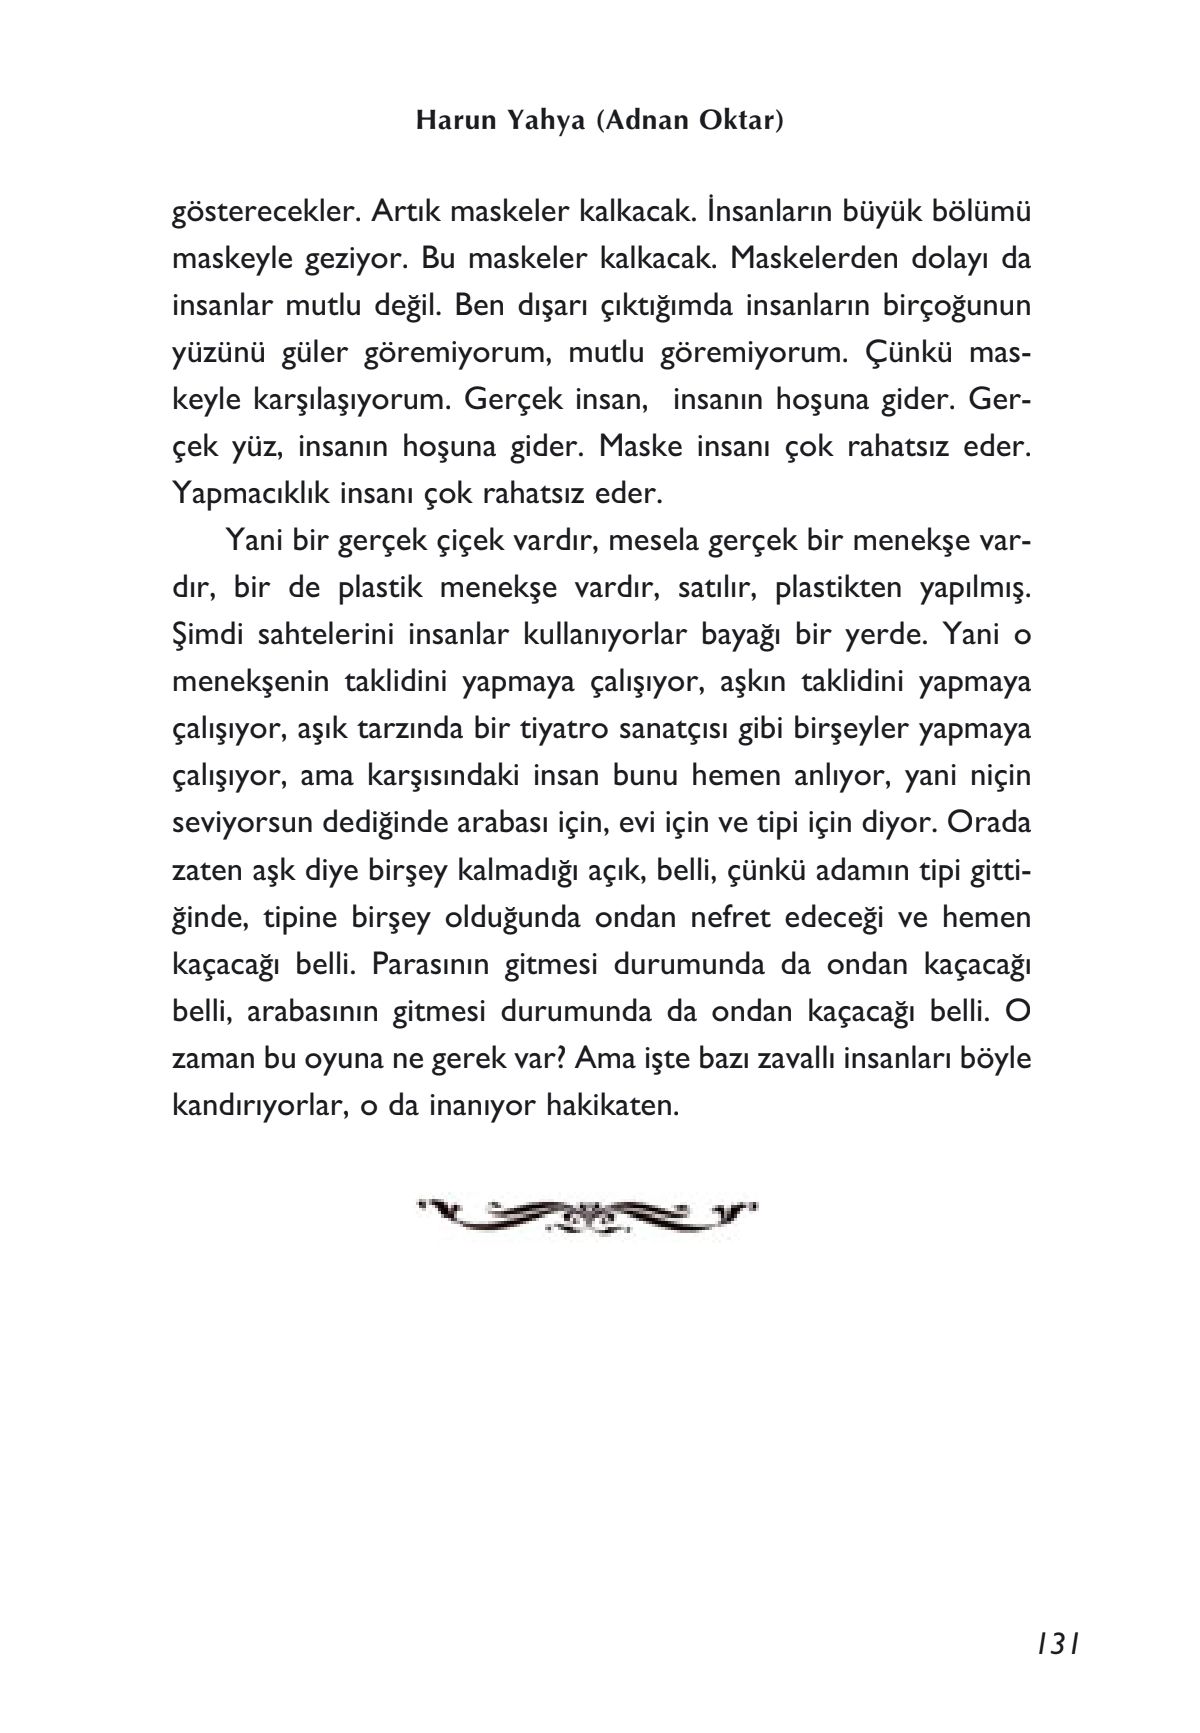 Harun Yahya (Adnan Oktar)
gösterecekler. Artık maskeler kalkacak. İnsanların büyük bölümü
maskeyle geziyor. Bu maskeler kalkacak. Maskelerden dolayı da
insanlar mutlu değil. Ben dışarı çıktığımda insanların birçoğunun
yüzünü güler göremiyorum, mutlu göremiyorum. Çünkü mas-
keyle karşılaşıyorum. Gerçek insan,  insanın hoşuna gider. Ger-
çek yüz, insanın hoşuna gider. Maske insanı çok rahatsız eder.
Yapmacıklık insanı çok rahatsız eder.
Yani bir gerçek çiçek vardır, mesela gerçek bir menekşe var-
dır, bir de plastik menekşe vardır, satılır, plastikten yapılmış.
Şimdi sahtelerini insanlar kullanıyorlar bayağı bir yerde. Yani o
menekşenin taklidini yapmaya çalışıyor, aşkın taklidini yapmaya
çalışıyor, aşık tarzında bir tiyatro sanatçısı gibi birşeyler yapmaya
çalışıyor, ama karşısındaki insan bunu hemen anlıyor, yani niçin
seviyorsun dediğinde arabası için, evi için ve tipi için diyor. Orada
zaten aşk diye birşey kalmadığı açık, belli, çünkü adamın tipi gitti-
ğinde, tipine birşey olduğunda ondan nefret edeceği ve hemen
kaçacağı belli. Parasının gitmesi durumunda da ondan kaçacağı
belli, arabasının gitmesi durumunda da ondan kaçacağı belli. O
zaman bu oyuna ne gerek var? Ama işte bazı zavallı insanları böyle
kandırıyorlar, o da inanıyor hakikaten.
131